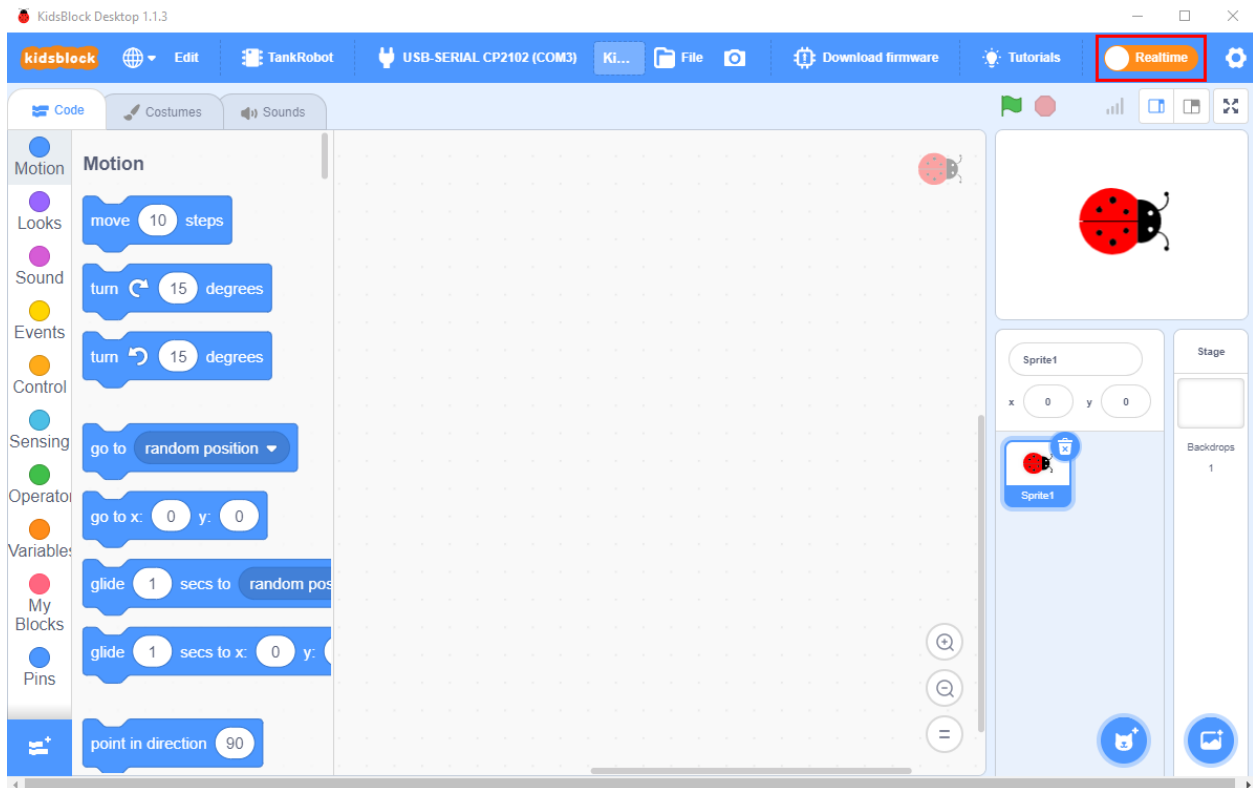 KidsBlock Desktop 1.1.3
kidsblock Edit TankRobot USB-SERIAL CP2102 (COM3) Ki... File Download firmware Tutorials Realtime
Code Costumes Sounds
Motion
Looks
Sound
Events
Control
Sensing
Operator
Variables
My
Blocks
Pins
Motion
move 10 steps
turn 15 degrees
turn 15 degrees
go to random position
go to x: 0 y: 0
glide 1 secs to random pos
glide 1 secs to x: 0 y:
point in direction 90
Sprite1
x 0 y 0
Sprite1
Stage
Backdrops
1